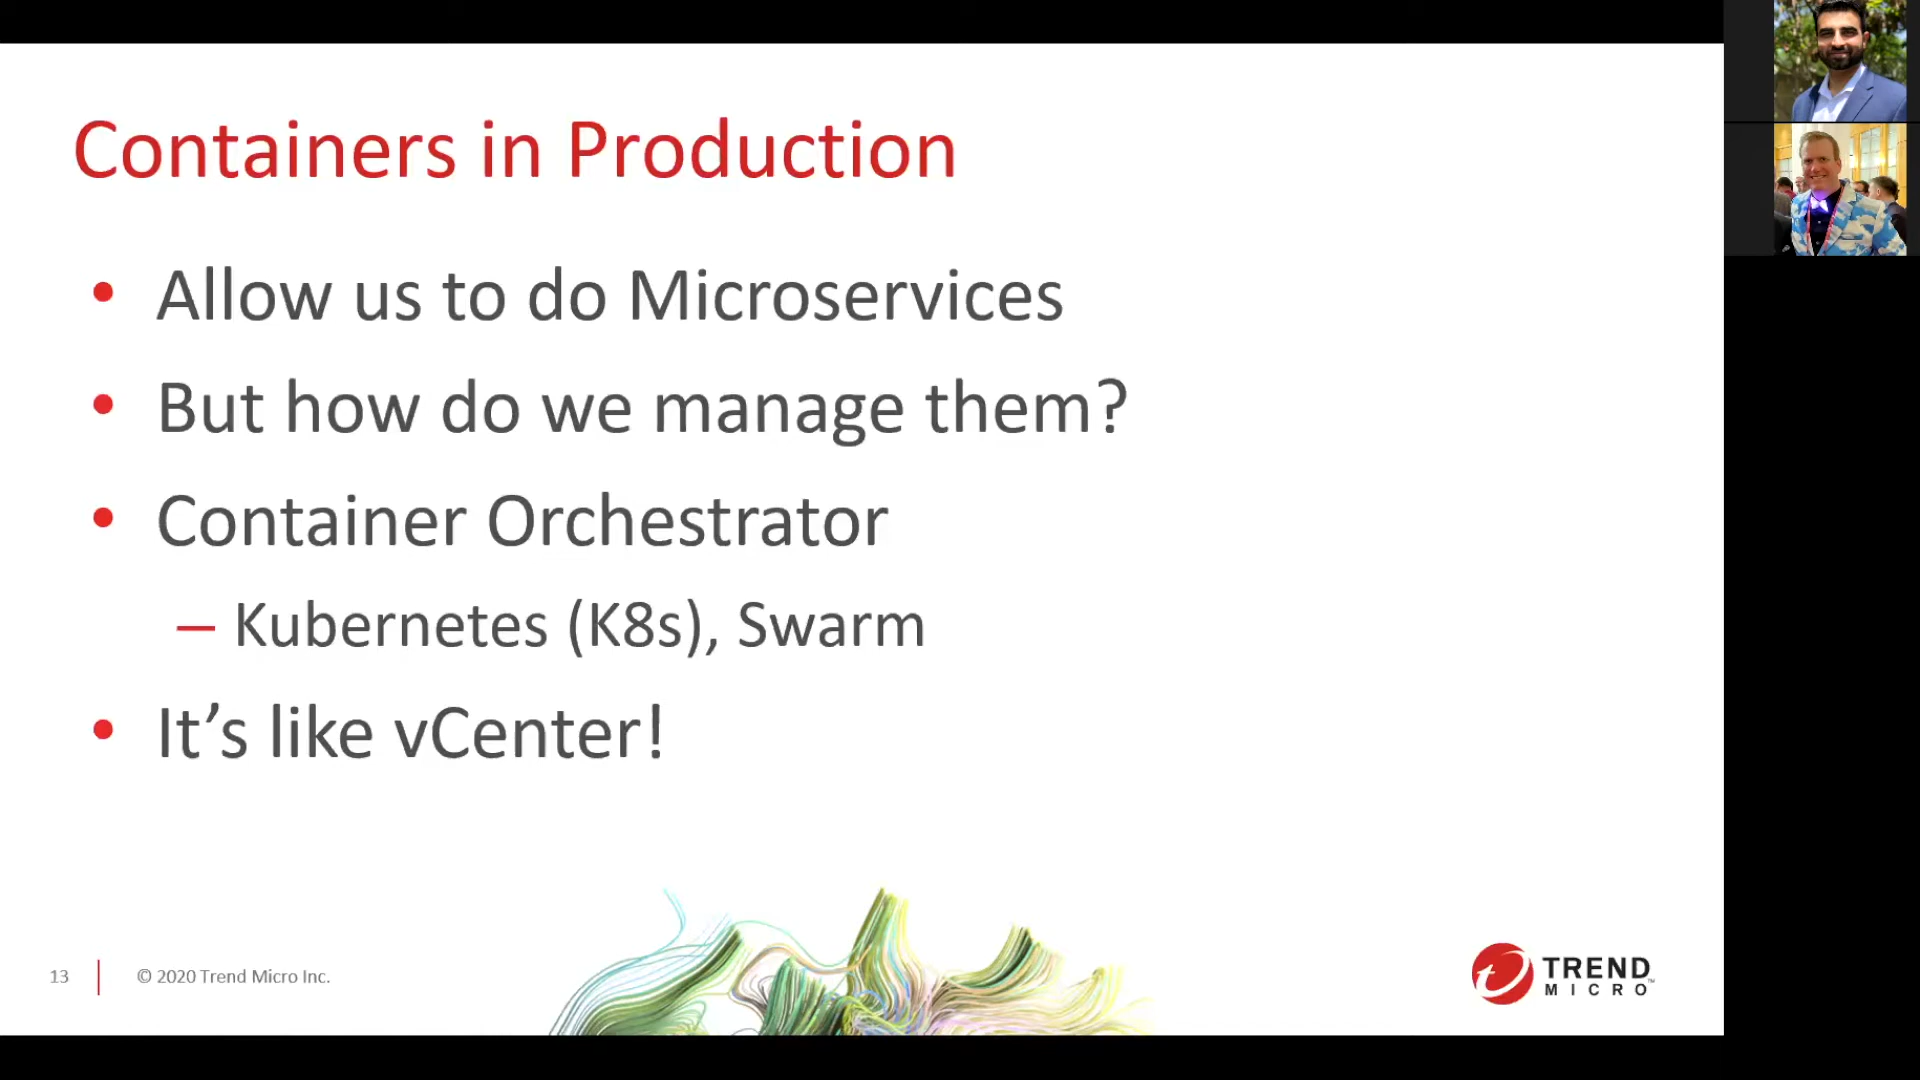 Containers in Production
• Allow us to do Microservices
• But how do we manage them?
• Container Orchestrator
– Kubernetes (K8s), Swarm
• It’s like vCenter!
13
© 2020 Trend Micro Inc.
TREND
MICRO™